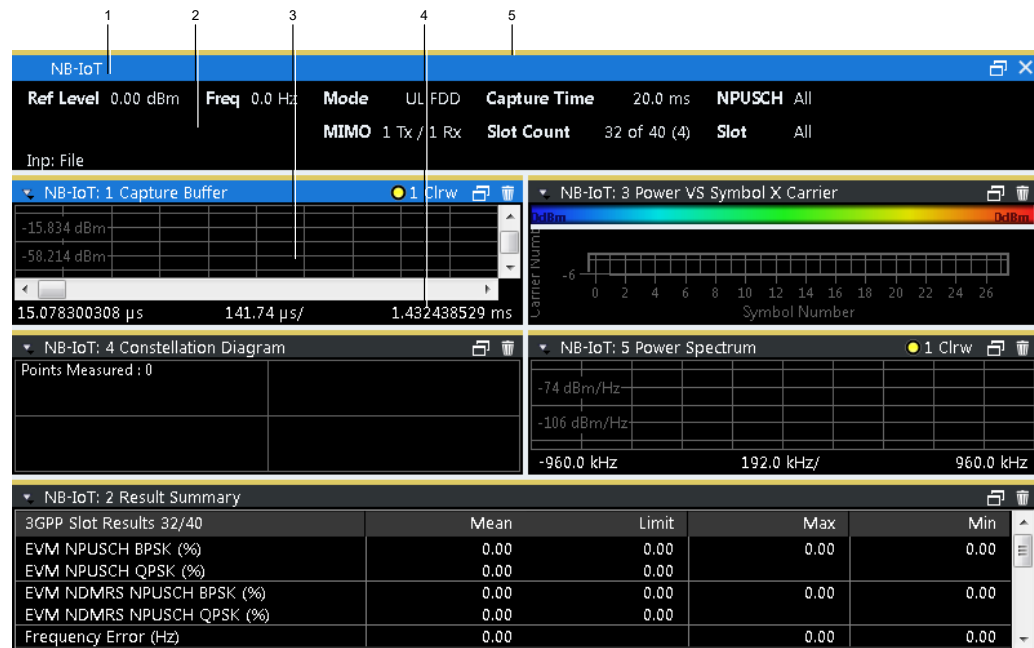 1 2 3 4 5
NB-IoT
Ref Level 0.00 dBm Freq 0.0 Hz Mode UL FDD Capture Time 20.0 ms NPUSCH All
MIMO 1 Tx / 1 Rx Slot Count 32 of 40 (4) Slot All
Inp: File
NB-IoT: 1 Capture Buffer 1 Clrw
-15.834 dBm
-58.214 dBm
15.078300308 µs 141.74 µs/ 1.432438529 ms
NB-IoT: 3 Power VS Symbol X Carrier
0dBm 0dBm
-6
0 2 4 6 8 10 12 14 16 18 20 22 24 26
Symbol Number
NB-IoT: 4 Constellation Diagram
Points Measured : 0
NB-IoT: 5 Power Spectrum 1 Clrw
-74 dBm/Hz
-106 dBm/Hz
-960.0 kHz 192.0 kHz/ 960.0 kHz
NB-IoT: 2 Result Summary
3GPP Slot Results 32/40 Mean Limit Max Min
EVM NPUSCH BPSK (%) 0.00 0.00 0.00 0.00
EVM NPUSCH QPSK (%) 0.00 0.00
EVM NDMRS NPUSCH BPSK (%) 0.00 0.00 0.00 0.00
EVM NDMRS NPUSCH QPSK (%) 0.00 0.00
Frequency Error (Hz) 0.00 0.00 0.00